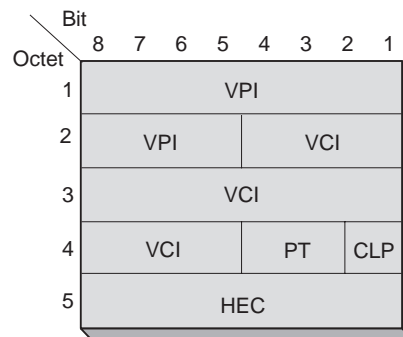 Bit
8 7 6 5 4 3 2 1
Octet
1 VPI
2 VPI VCI
3 VCI
4 VCI PT CLP
5 HEC